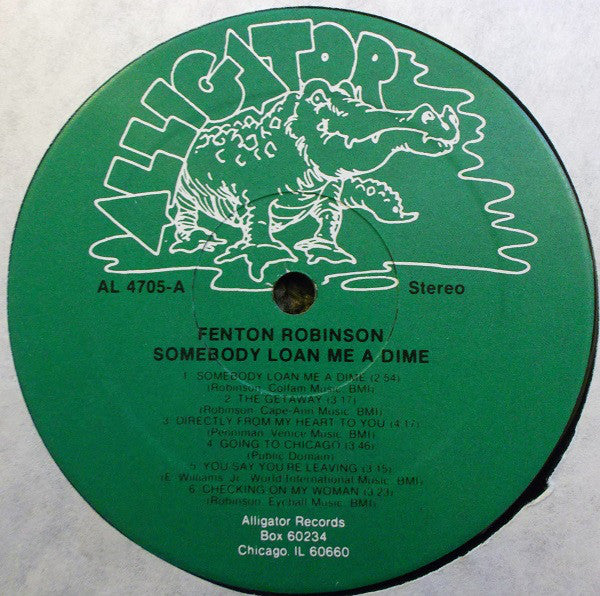 ALLIGATOR
AL 4705-A
Stereo
FENTON ROBINSON
SOMEBODY LOAN ME A DIME
1. SOMEBODY LOAN ME A DIME (2:54)
(Robinson. Collam Music. BMI)
2. THE GETAWAY (3:17)
(Robinson. Cape-Ann Music. BMI)
3. DIRECTLY FROM MY HEART TO YOU (4:17)
(Penniman. Venice Music. BMI)
4. GOING TO CHICAGO (3:46)
(Public Domain)
5. YOU SAY YOU'RE LEAVING (3:15)
(E. Williams, Jr. World International Music. BMI)
6. CHECKING ON MY WOMAN (3:23)
(Robinson. Eyeball Music. BMI)
Alligator Records
Box 60234
Chicago, IL 60660